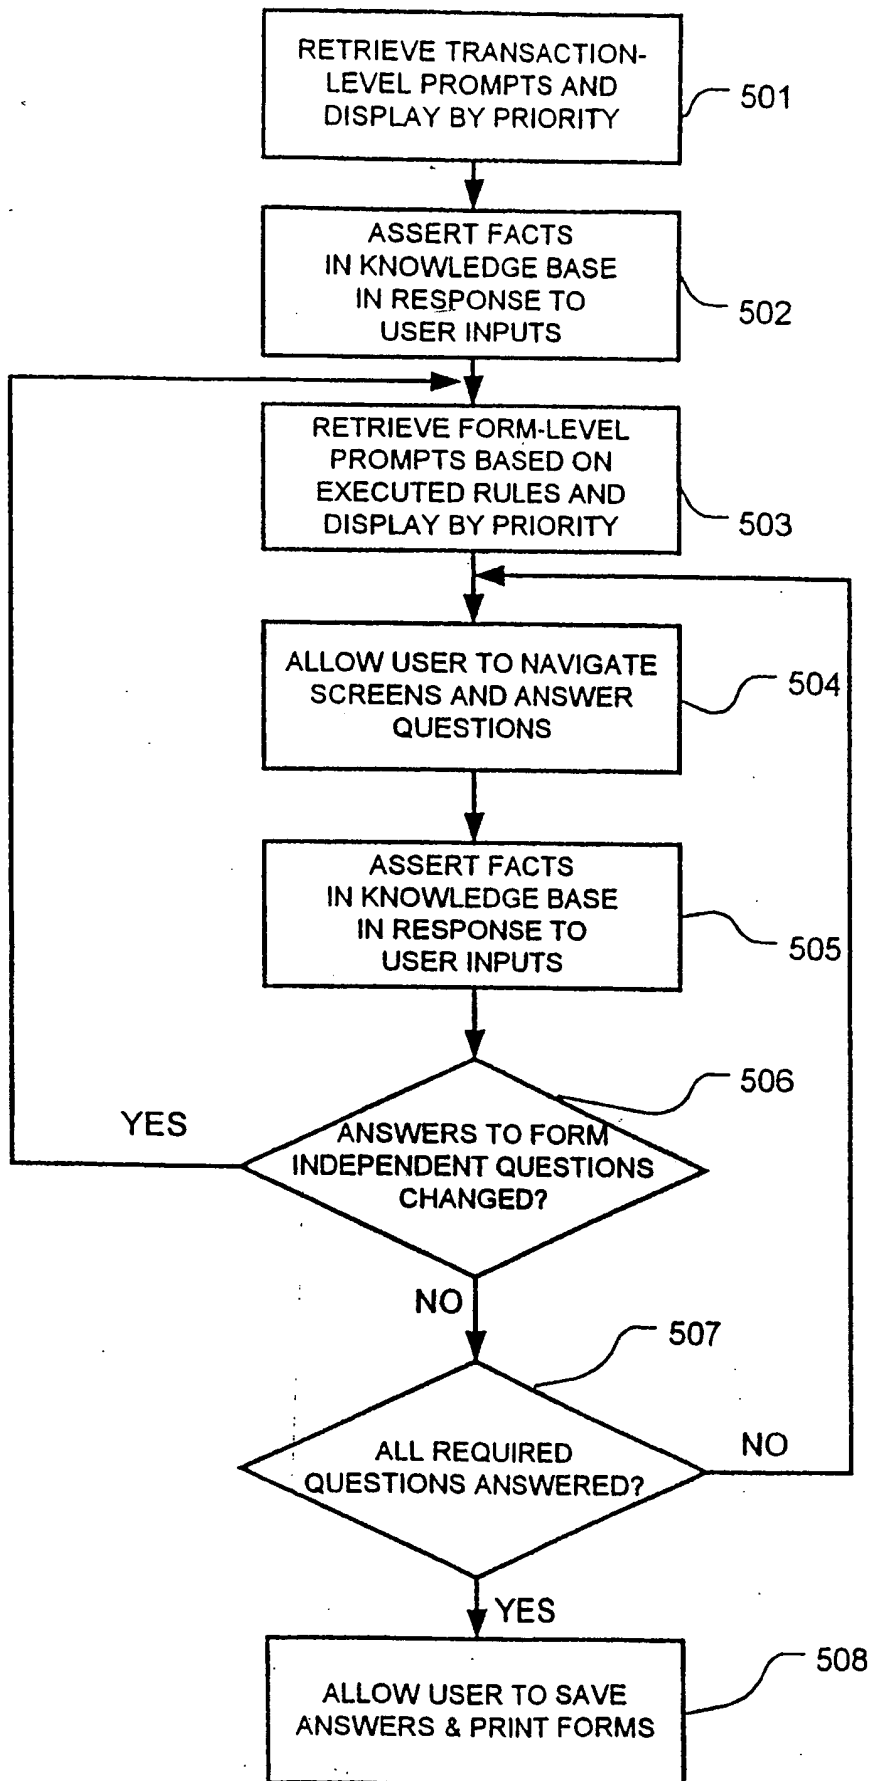 RETRIEVE TRANSACTION-
LEVEL PROMPTS AND
DISPLAY BY PRIORITY
501
ASSERT FACTS
IN KNOWLEDGE BASE
IN RESPONSE TO
USER INPUTS
502
RETRIEVE FORM-LEVEL
PROMPTS BASED ON
EXECUTED RULES AND
DISPLAY BY PRIORITY
503
ALLOW USER TO NAVIGATE
SCREENS AND ANSWER
QUESTIONS
504
ASSERT FACTS
IN KNOWLEDGE BASE
IN RESPONSE TO
USER INPUTS
505
506
YES
ANSWERS TO FORM
INDEPENDENT QUESTIONS
CHANGED?
NO
507
ALL REQUIRED
QUESTIONS ANSWERED?
NO
YES
508
ALLOW USER TO SAVE
ANSWERS & PRINT FORMS